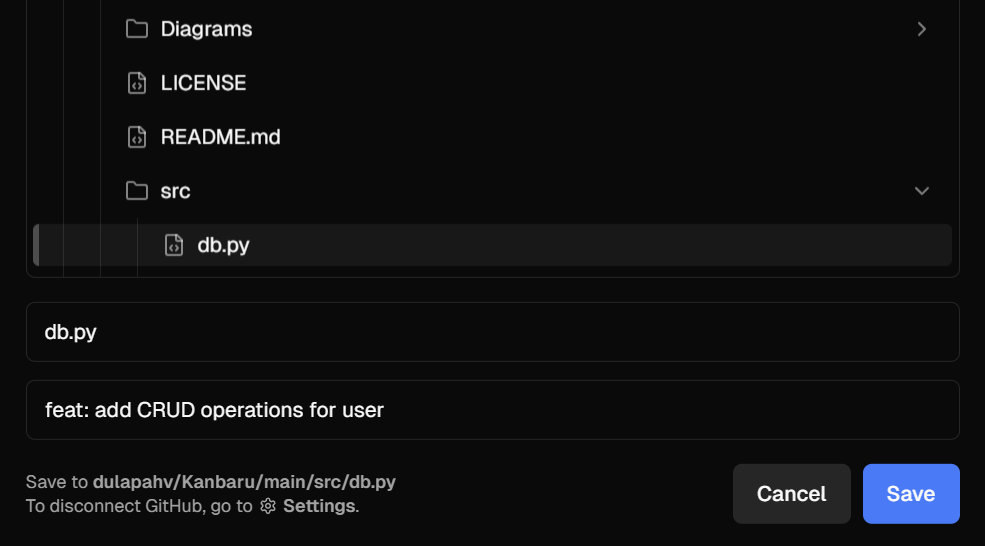 Diagrams
LICENSE
README.md
src
db.py
db.py
feat: add CRUD operations for user
Save to dulapahv/Kanbaru/main/src/db.py
To disconnect GitHub, go to Settings.
Cancel
Save